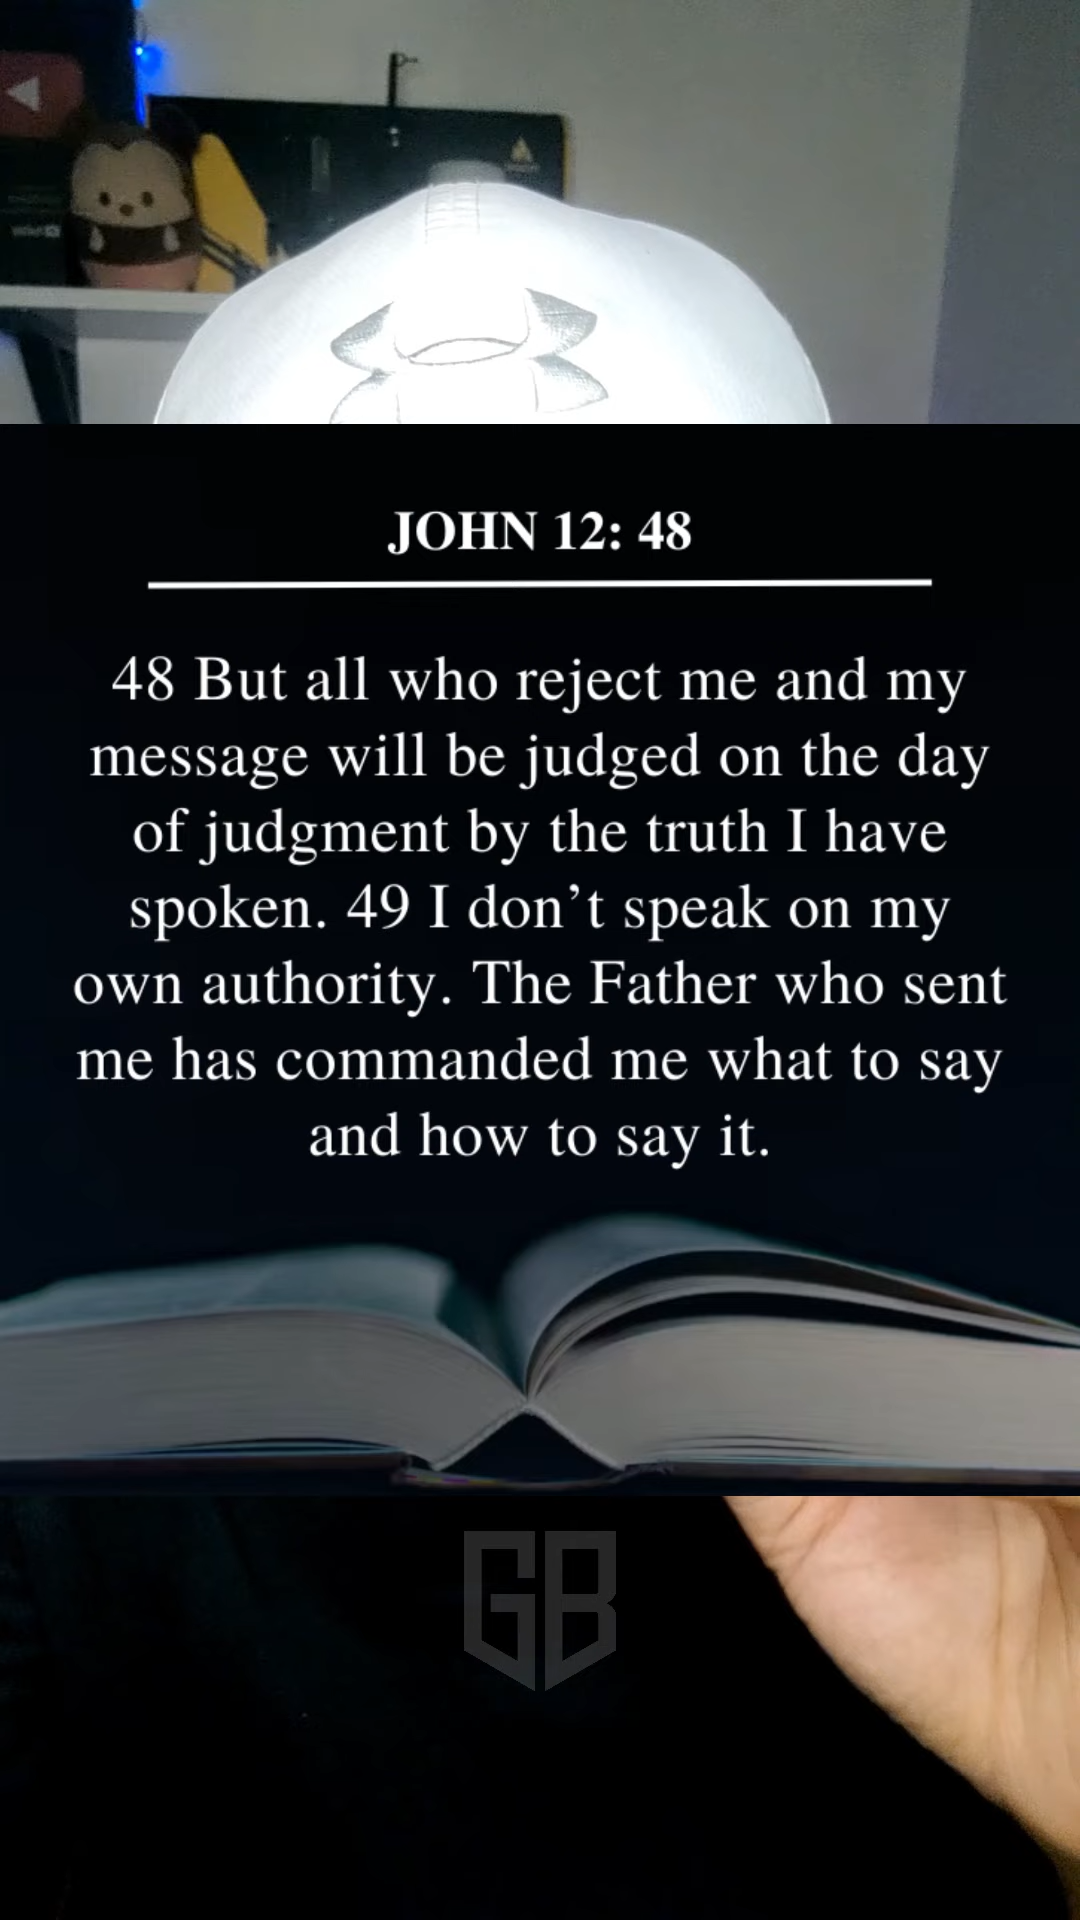 JOHN 12: 48
48 But all who reject me and my
message will be judged on the day
of judgment by the truth I have
spoken. 49 I don’t speak on my
own authority. The Father who sent
me has commanded me what to say
and how to say it.
GB